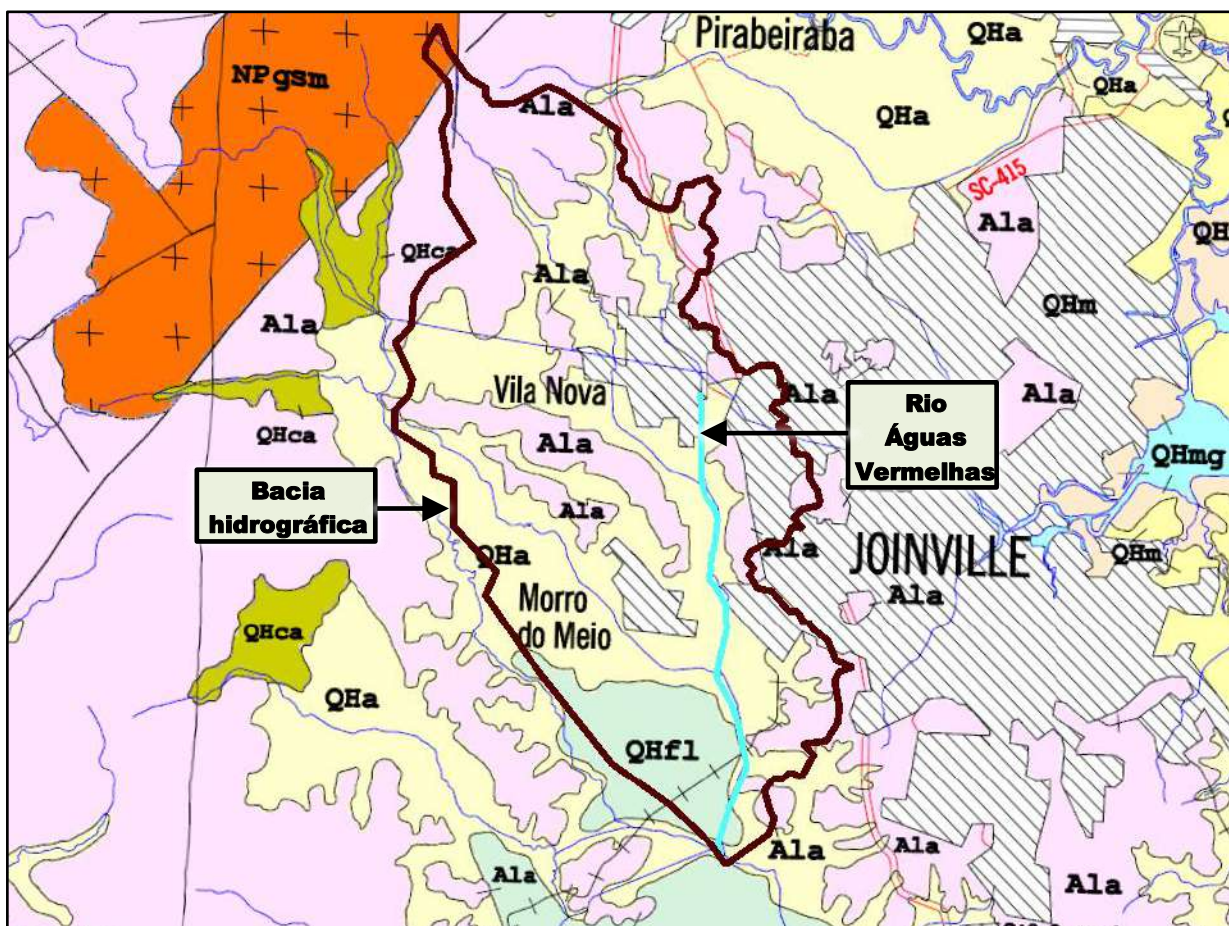 Pirabeiraba
QHa
NPgsm
QHa
Ala
QHa
SC-415
Ala
QHca
QH
Ala
QHm
Ala
Vila Nova
Ala
Ala
Rio
Águas
Vermelhas
QHca
Ala
QHmg
Bacia
hidrográfica
Ala
QHa
Ala
JOINVILLE
QHm
Ala
Morro
do Meio
QHca
QHa
QHfl
Ala
Ala
Ala
Ala